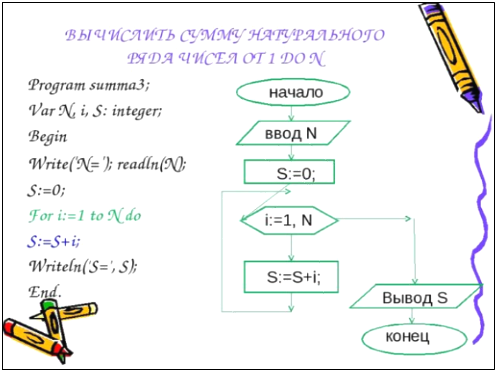 ВЫЧИСЛИТЬ СУММУ НАТУРАЛЬНОГО
РЯДА ЧИСЕЛ ОТ 1 ДО N
Program summa3;
Var N, i, S: integer;
Begin
Write('N='); readln(N);
S:=0;
For i:=1 to N do
S:=S+i;
Writeln('S=', S);
End.
начало
ввод N
S:=0;
i:=1, N
S:=S+i;
Вывод S
конец